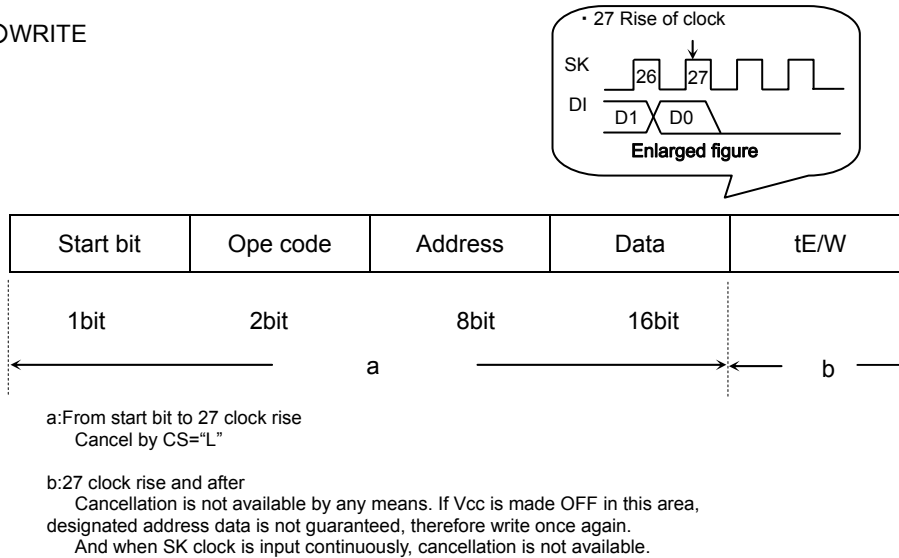 ・ 27 Rise of clock
WRITE
SK
26 27
DI
D1 D0
Enlarged figure
Start bit Ope code Address Data tE/W
1bit 2bit 8bit 16bit
a b
a:From start bit to 27 clock rise
Cancel by CS=“L”
b:27 clock rise and after
Cancellation is not available by any means. If Vcc is made OFF in this area,
designated address data is not guaranteed, therefore write once again.
And when SK clock is input continuously, cancellation is not available.